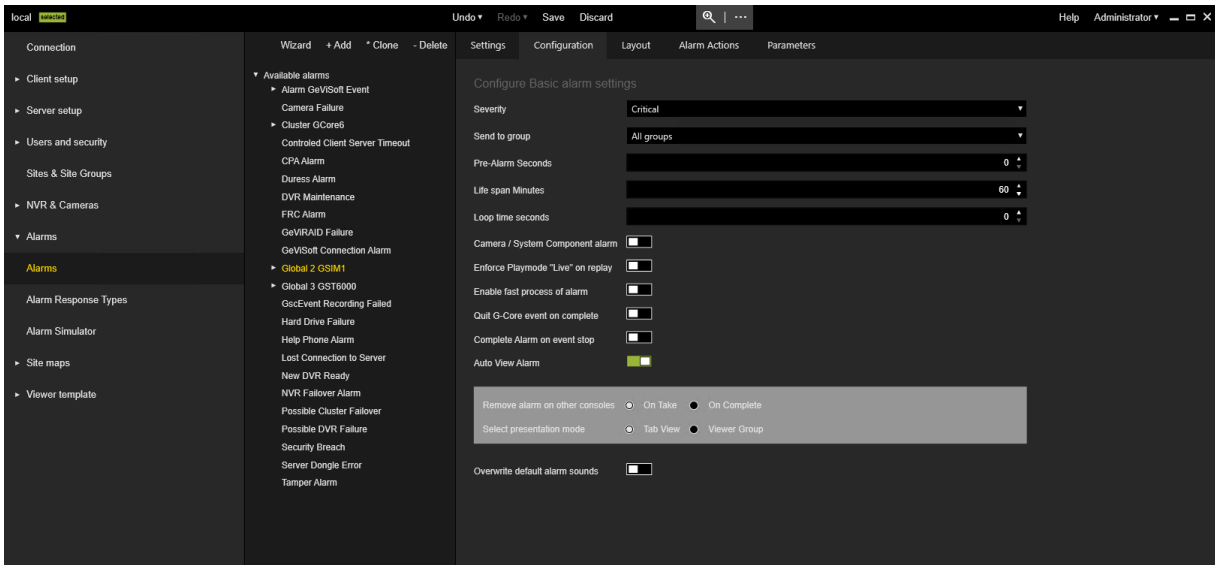 local selected Undo ▾ Redo ▾ Save Discard ··· Help Administrator ▾
Connection
Client setup
Server setup
Users and security
Sites & Site Groups
NVR & Cameras
Alarms
Alarms
Alarm Response Types
Alarm Simulator
Site maps
Viewer template
Wizard + Add * Clone - Delete
Available alarms
Alarm GeViSoft Event
Camera Failure
Cluster GCore6
Controled Client Server Timeout
CPA Alarm
Duress Alarm
DVR Maintenance
FRC Alarm
GeViRAID Failure
GeViSoft Connection Alarm
Global 2 GSIM1
Global 3 GST6000
GscEvent Recording Failed
Hard Drive Failure
Help Phone Alarm
Lost Connection to Server
New DVR Ready
NVR Failover Alarm
Possible Cluster Failover
Possible DVR Failure
Security Breach
Server Dongle Error
Tamper Alarm
Settings Configuration Layout Alarm Actions Parameters
Configure Basic alarm settings
Severity Critical
Send to group All groups
Pre-Alarm Seconds 0
Life span Minutes 60
Loop time seconds 0
Camera / System Component alarm
Enforce Playmode "Live" on replay
Enable fast process of alarm
Quit G-Core event on complete
Complete Alarm on event stop
Auto View Alarm
Remove alarm on other consoles On Take On Complete
Select presentation mode Tab View Viewer Group
Overwrite default alarm sounds